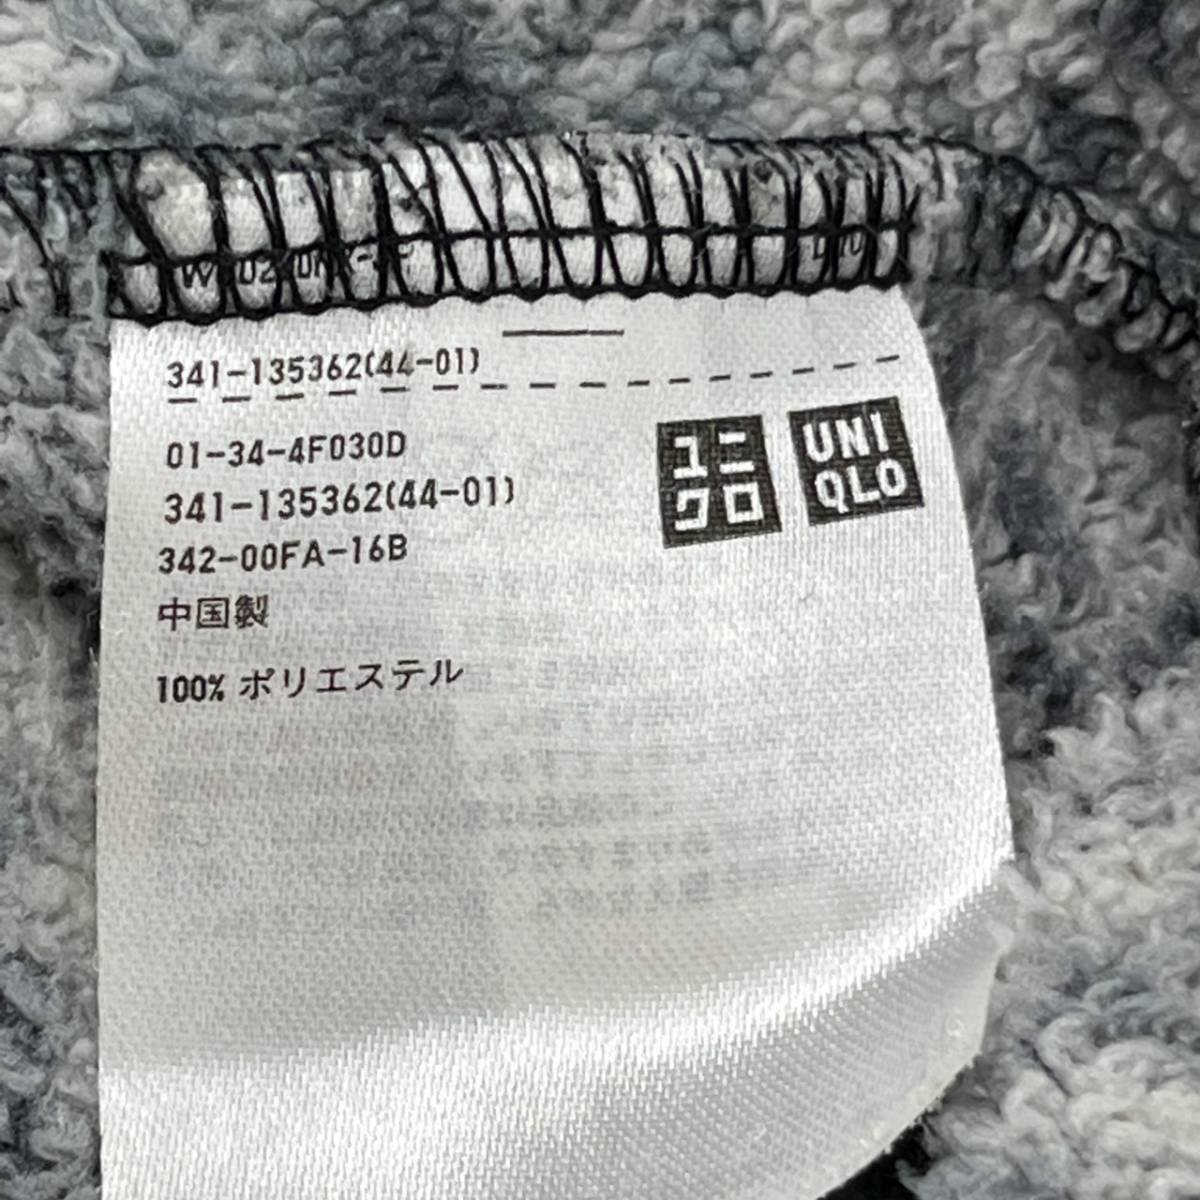 341-135362(44-01)
01-34-4F030D
341-135362(44-01)
342-00FA-16B
中国製
100% ポリエステル
ユニ
クロ
UNI
QLO